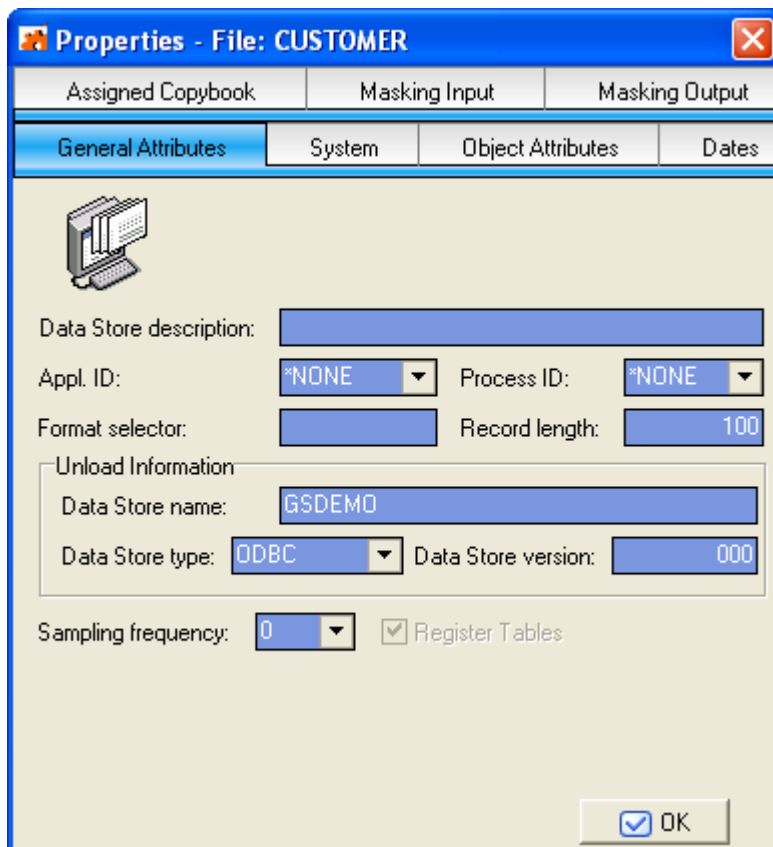 Properties - File: CUSTOMER
Assigned Copybook Masking Input Masking Output
General Attributes System Object Attributes Dates
Data Store description:
Appl. ID: *NONE Process ID: *NONE
Format selector: Record length: 100
Unload Information
Data Store name: GSDEMO
Data Store type: ODBC Data Store version: 000
Sampling frequency: 0 Register Tables
OK